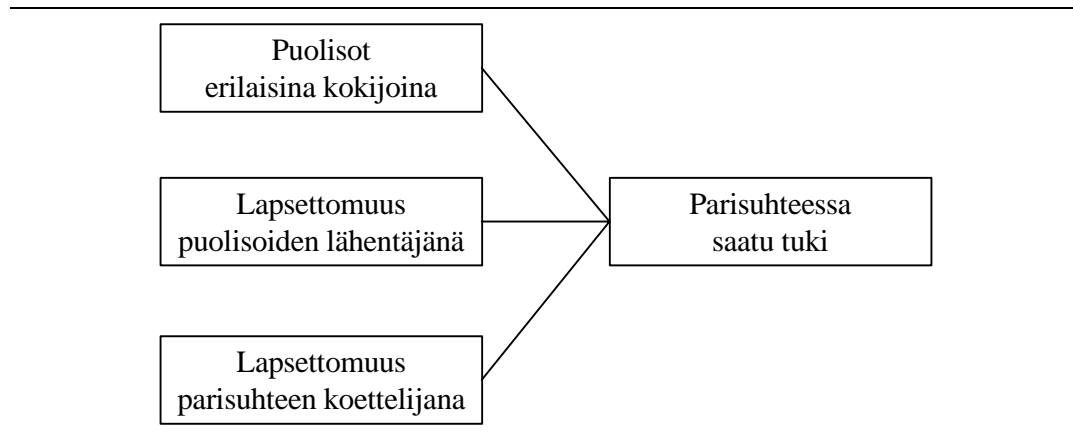 Puolisot
erilaisina kokijoina
Lapsettomuus
puolisoiden lähentäjänä
Parisuhteessa
saatu tuki
Lapsettomuus
parisuhteen koettelijana